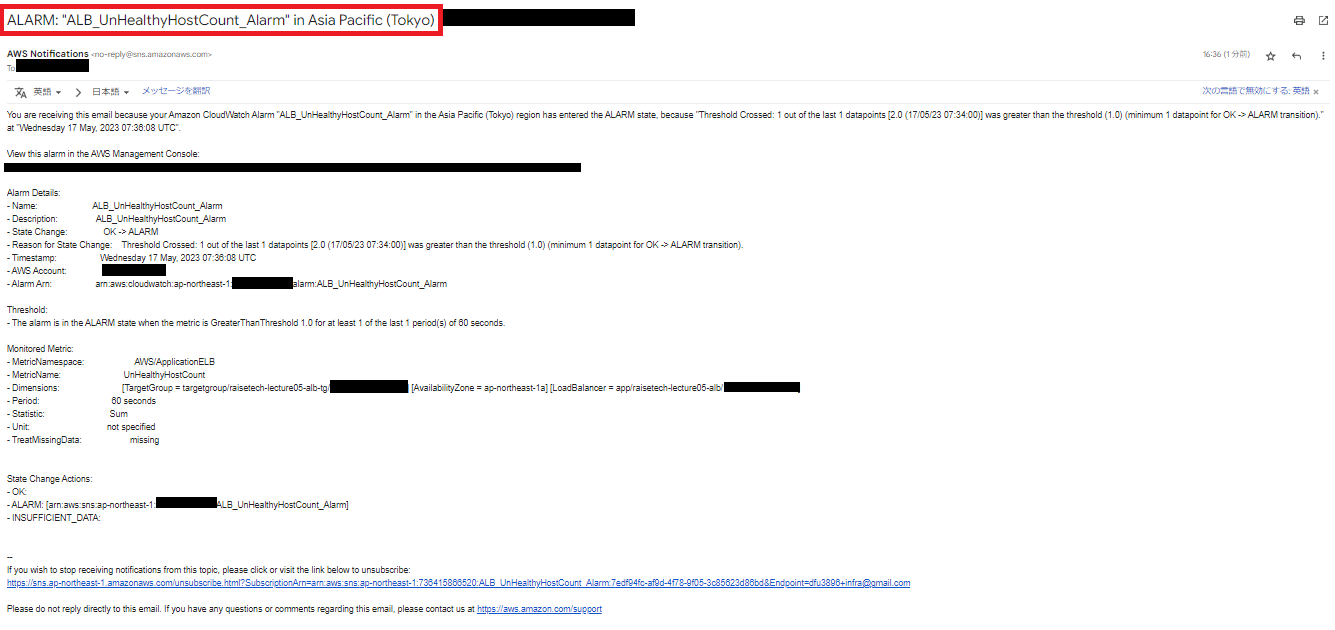 ALARM: "ALB_UnHealthyHostCount_Alarm" in Asia Pacific (Tokyo)
AWS Notifications <no-reply@sns.amazonaws.com>
16:36 (1 分前)
To
英語 日本語 メッセージを翻訳
次の言語で無効にする: 英語 ×
You are receiving this email because your Amazon CloudWatch Alarm "ALB_UnHealthyHostCount_Alarm" in the Asia Pacific (Tokyo) region has entered the ALARM state, because "Threshold Crossed: 1 out of the last 1 datapoints [2.0 (17/05/23 07:34:00)] was greater than the threshold (1.0) (minimum 1 datapoint for OK -> ALARM transition)."
at "Wednesday 17 May, 2023 07:36:08 UTC".
View this alarm in the AWS Management Console:
Alarm Details:
- Name: ALB_UnHealthyHostCount_Alarm
- Description: ALB_UnHealthyHostCount_Alarm
- State Change: OK -> ALARM
- Reason for State Change: Threshold Crossed: 1 out of the last 1 datapoints [2.0 (17/05/23 07:34:00)] was greater than the threshold (1.0) (minimum 1 datapoint for OK -> ALARM transition).
- Timestamp: Wednesday 17 May, 2023 07:36:08 UTC
- AWS Account:
- Alarm Arn: arn:aws:cloudwatch:ap-northeast-1: alarm:ALB_UnHealthyHostCount_Alarm
Threshold:
- The alarm is in the ALARM state when the metric is GreaterThanThreshold 1.0 for at least 1 of the last 1 period(s) of 60 seconds.
Monitored Metric:
- MetricNamespace: AWS/ApplicationELB
- MetricName: UnHealthyHostCount
- Dimensions: [TargetGroup = targetgroup/raisetech-lecture05-alb-tg/ ] [AvailabilityZone = ap-northeast-1a] [LoadBalancer = app/raisetech-lecture05-alb/ ]
- Period: 60 seconds
- Statistic: Sum
- Unit: not specified
- TreatMissingData: missing
State Change Actions:
- OK:
- ALARM: [arn:aws:sns:ap-northeast-1: ALB_UnHealthyHostCount_Alarm]
- INSUFFICIENT_DATA:
--
If you wish to stop receiving notifications from this topic, please click or visit the link below to unsubscribe:
https://sns.ap-northeast-1.amazonaws.com/unsubscribe.html?SubscriptionArn=arn:aws:sns:ap-northeast-1:736415866520:ALB_UnHealthyHostCount_Alarm:7edf94fc-af9d-4f78-9f05-3c85623d86bd&Endpoint=dfu3896+infra@gmail.com
Please do not reply directly to this email. If you have any questions or comments regarding this email, please contact us at https://aws.amazon.com/support